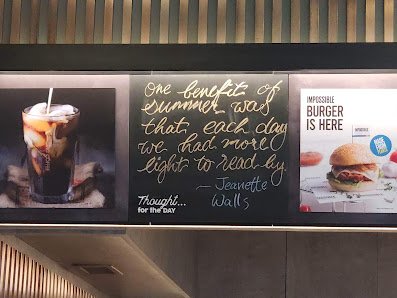 One benefit of
summer was
that each day
we had more
light to read by.
— Jeanette
Walls
Thought...
for the DAY
IMPOSSIBLE
BURGER
IS HERE
IMPOSSIBLE